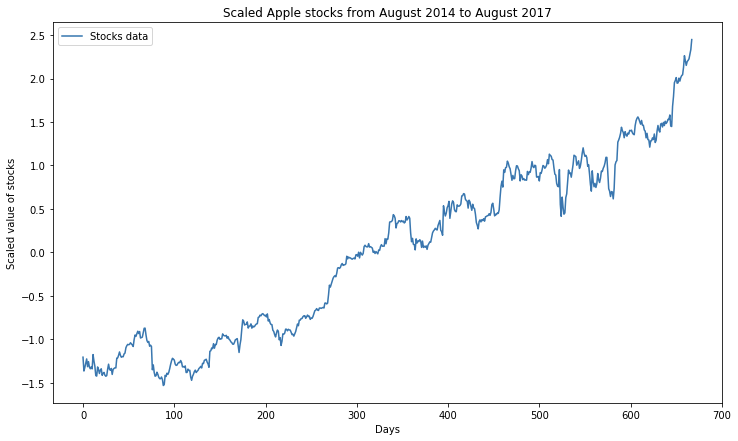 Scaled Apple stocks from August 2014 to August 2017
Stocks data
2.5
2.0
1.5
1.0
0.5
0.0
−0.5
−1.0
−1.5
Scaled value of stocks
0 100 200 300 400 500 600 700
Days